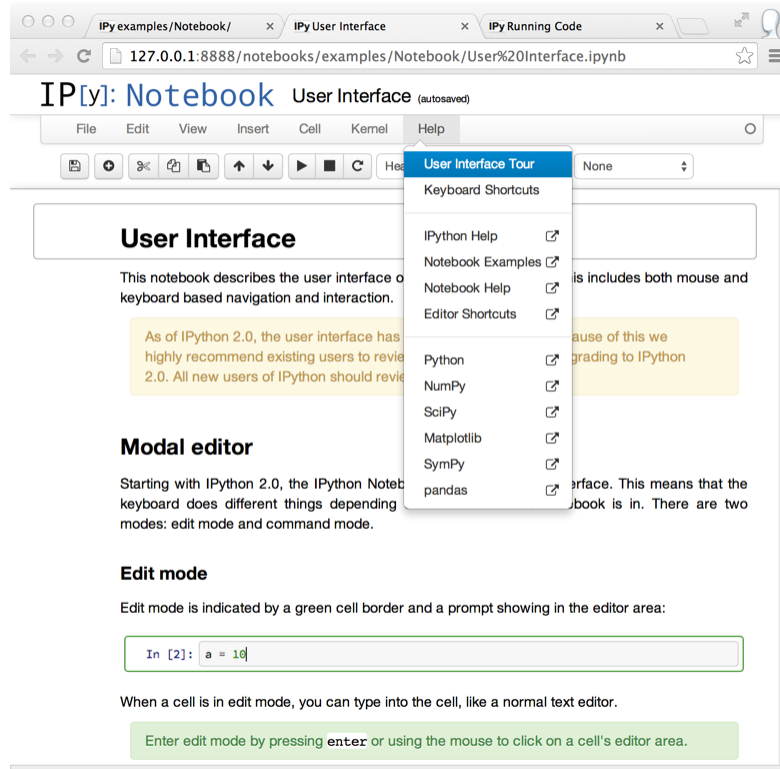 IPy examples/Notebook/ × IPy User Interface × IPy Running Code ×
127.0.0.1:8888/notebooks/examples/Notebook/User%20Interface.ipynb
IP[y]: Notebook User Interface (autosaved)
File Edit View Insert Cell Kernel Help
Hea
None
User Interface Tour
Keyboard Shortcuts
IPython Help
Notebook Examples
Notebook Help
Editor Shortcuts
Python
NumPy
SciPy
Matplotlib
SymPy
pandas
User Interface
This notebook describes the user interface o is includes both mouse and
keyboard based navigation and interaction.
As of IPython 2.0, the user interface has ause of this we
highly recommend existing users to revie grading to IPython
2.0. All new users of IPython should revie
Modal editor
Starting with IPython 2.0, the IPython Noteb erface. This means that the
keyboard does different things depending book is in. There are two
modes: edit mode and command mode.
Edit mode
Edit mode is indicated by a green cell border and a prompt showing in the editor area:
In [2]: a = 10
When a cell is in edit mode, you can type into the cell, like a normal text editor.
Enter edit mode by pressing enter or using the mouse to click on a cell's editor area.